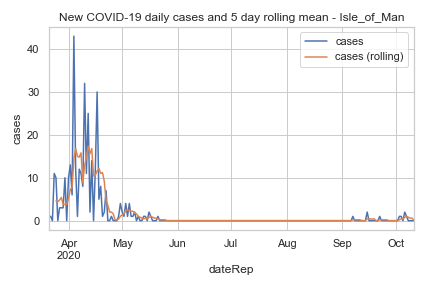 New COVID-19 daily cases and 5 day rolling mean - Isle_of_Man
cases
cases (rolling)
40
30
20
10
0
cases
Apr
2020
May
Jun
Jul
Aug
Sep
Oct
dateRep